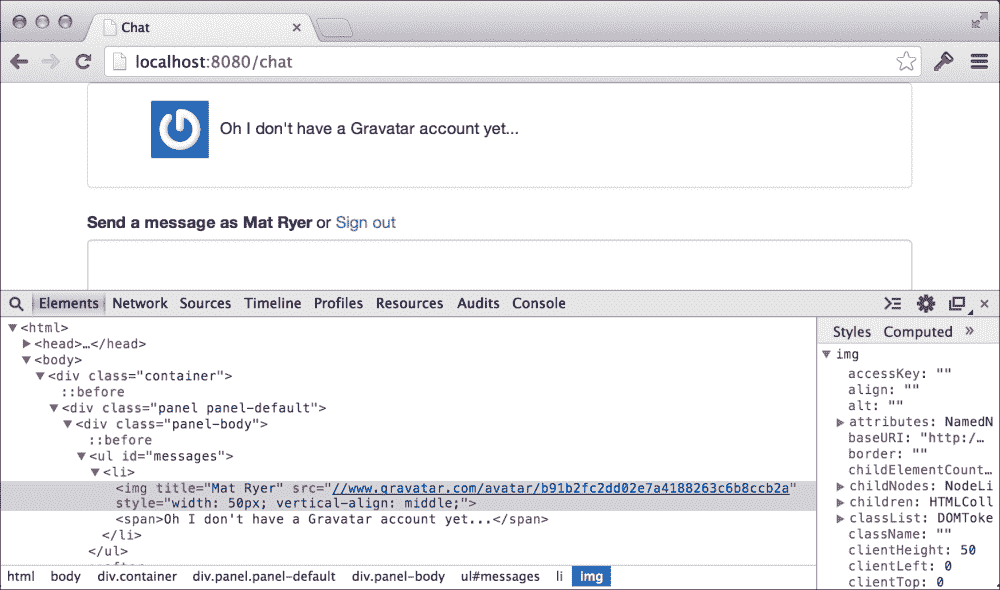 Chat
localhost:8080/chat
Oh I don't have a Gravatar account yet...
Send a message as Mat Ryer or Sign out
Elements Network Sources Timeline Profiles Resources Audits Console
<html>
<head>…</head>
<body>
<div class="container">
::before
<div class="panel panel-default">
<div class="panel-body">
::before
<ul id="messages">
<li>
<img title="Mat Ryer" src="//www.gravatar.com/avatar/b91b2fc2dd02e7a4188263c6b8ccb2a"
style="width: 50px; vertical-align: middle;">
<span>Oh I don't have a Gravatar account yet...</span>
</li>
</ul>
html body div.container div.panel.panel-default div.panel-body ul#messages li img
Styles Computed »
img
accessKey: ""
align: ""
alt: ""
attributes: NamedN
baseURI: "http:/…
border: ""
childElementCount…
childNodes: NodeLi
children: HTMLColl
classList: DOMToke
className: ""
clientHeight: 50
clientLeft: 0
clientTop: 0